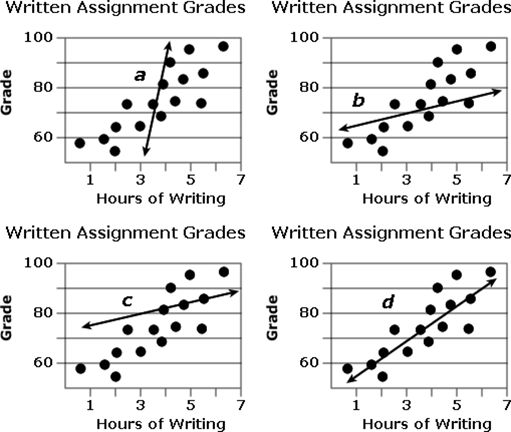 Written Assignment Grades
100
80
60
Grade
a
1 3 5 7
Hours of Writing
Written Assignment Grades
100
80
60
Grade
b
1 3 5 7
Hours of Writing
Written Assignment Grades
100
80
60
Grade
c
1 3 5 7
Hours of Writing
Written Assignment Grades
100
80
60
Grade
d
1 3 5 7
Hours of Writing